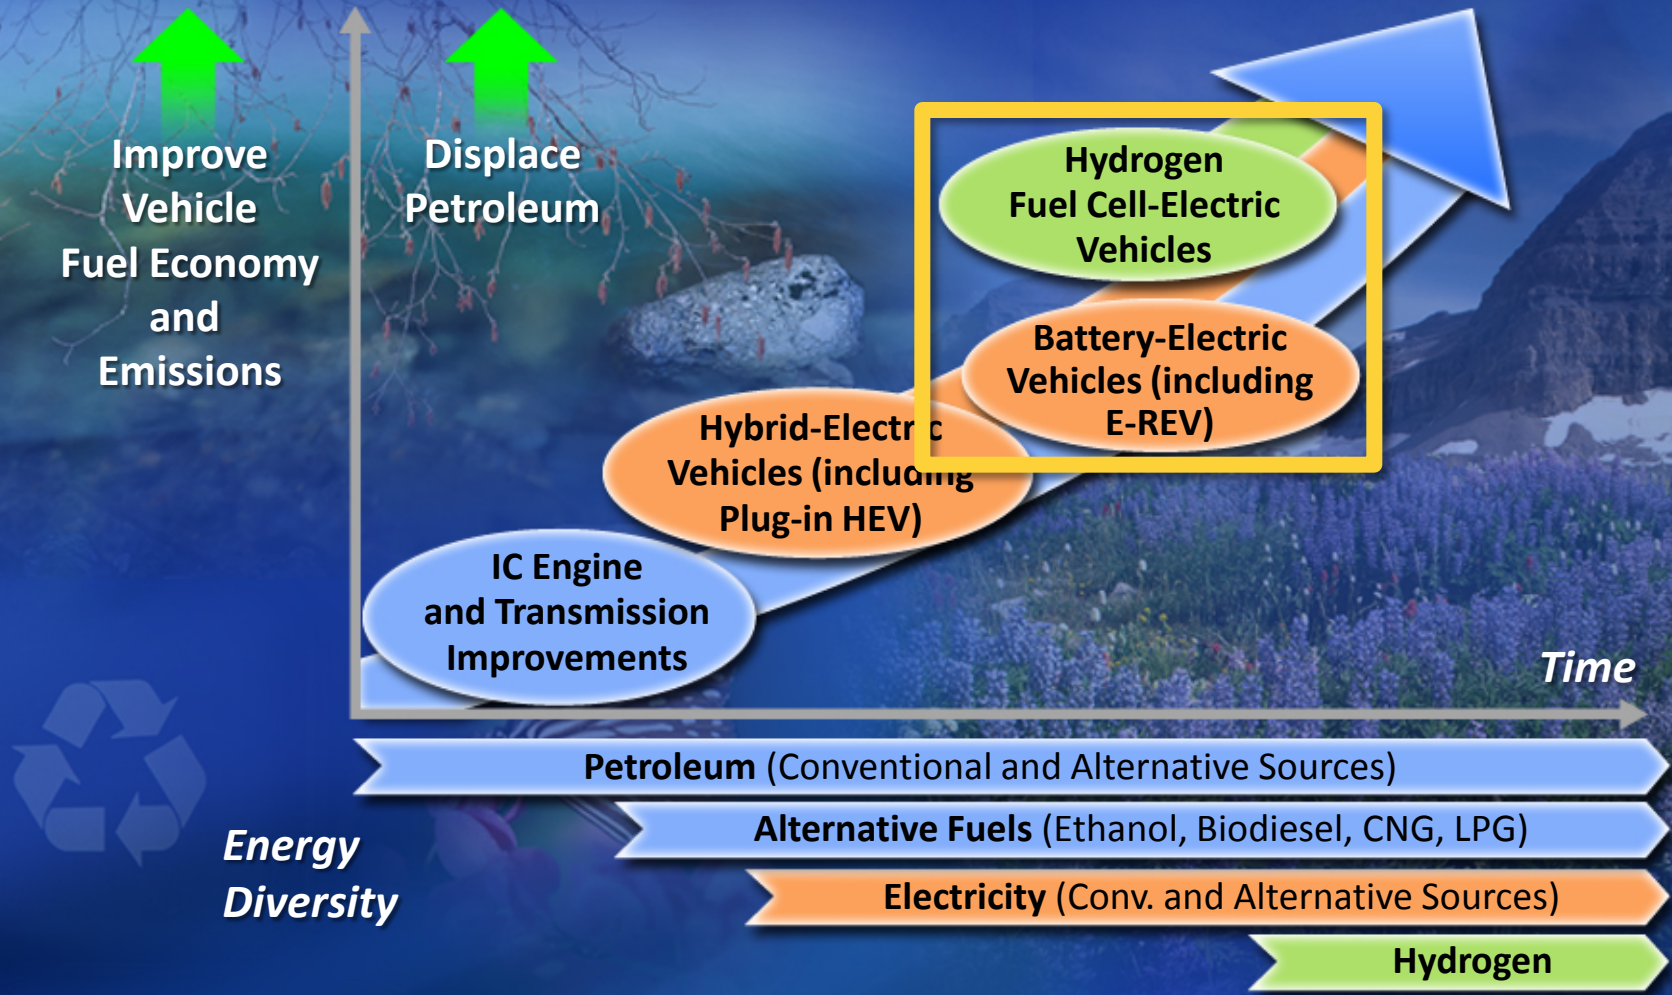 Improve
Vehicle
Fuel Economy
and
Emissions
Displace
Petroleum
Hydrogen
Fuel Cell-Electric
Vehicles
Battery-Electric
Vehicles (including
E-REV)
Hybrid-Electric
Vehicles (including
Plug-in HEV)
IC Engine
and Transmission
Improvements
Time
Petroleum (Conventional and Alternative Sources)
Alternative Fuels (Ethanol, Biodiesel, CNG, LPG)
Energy
Diversity
Electricity (Conv. and Alternative Sources)
Hydrogen